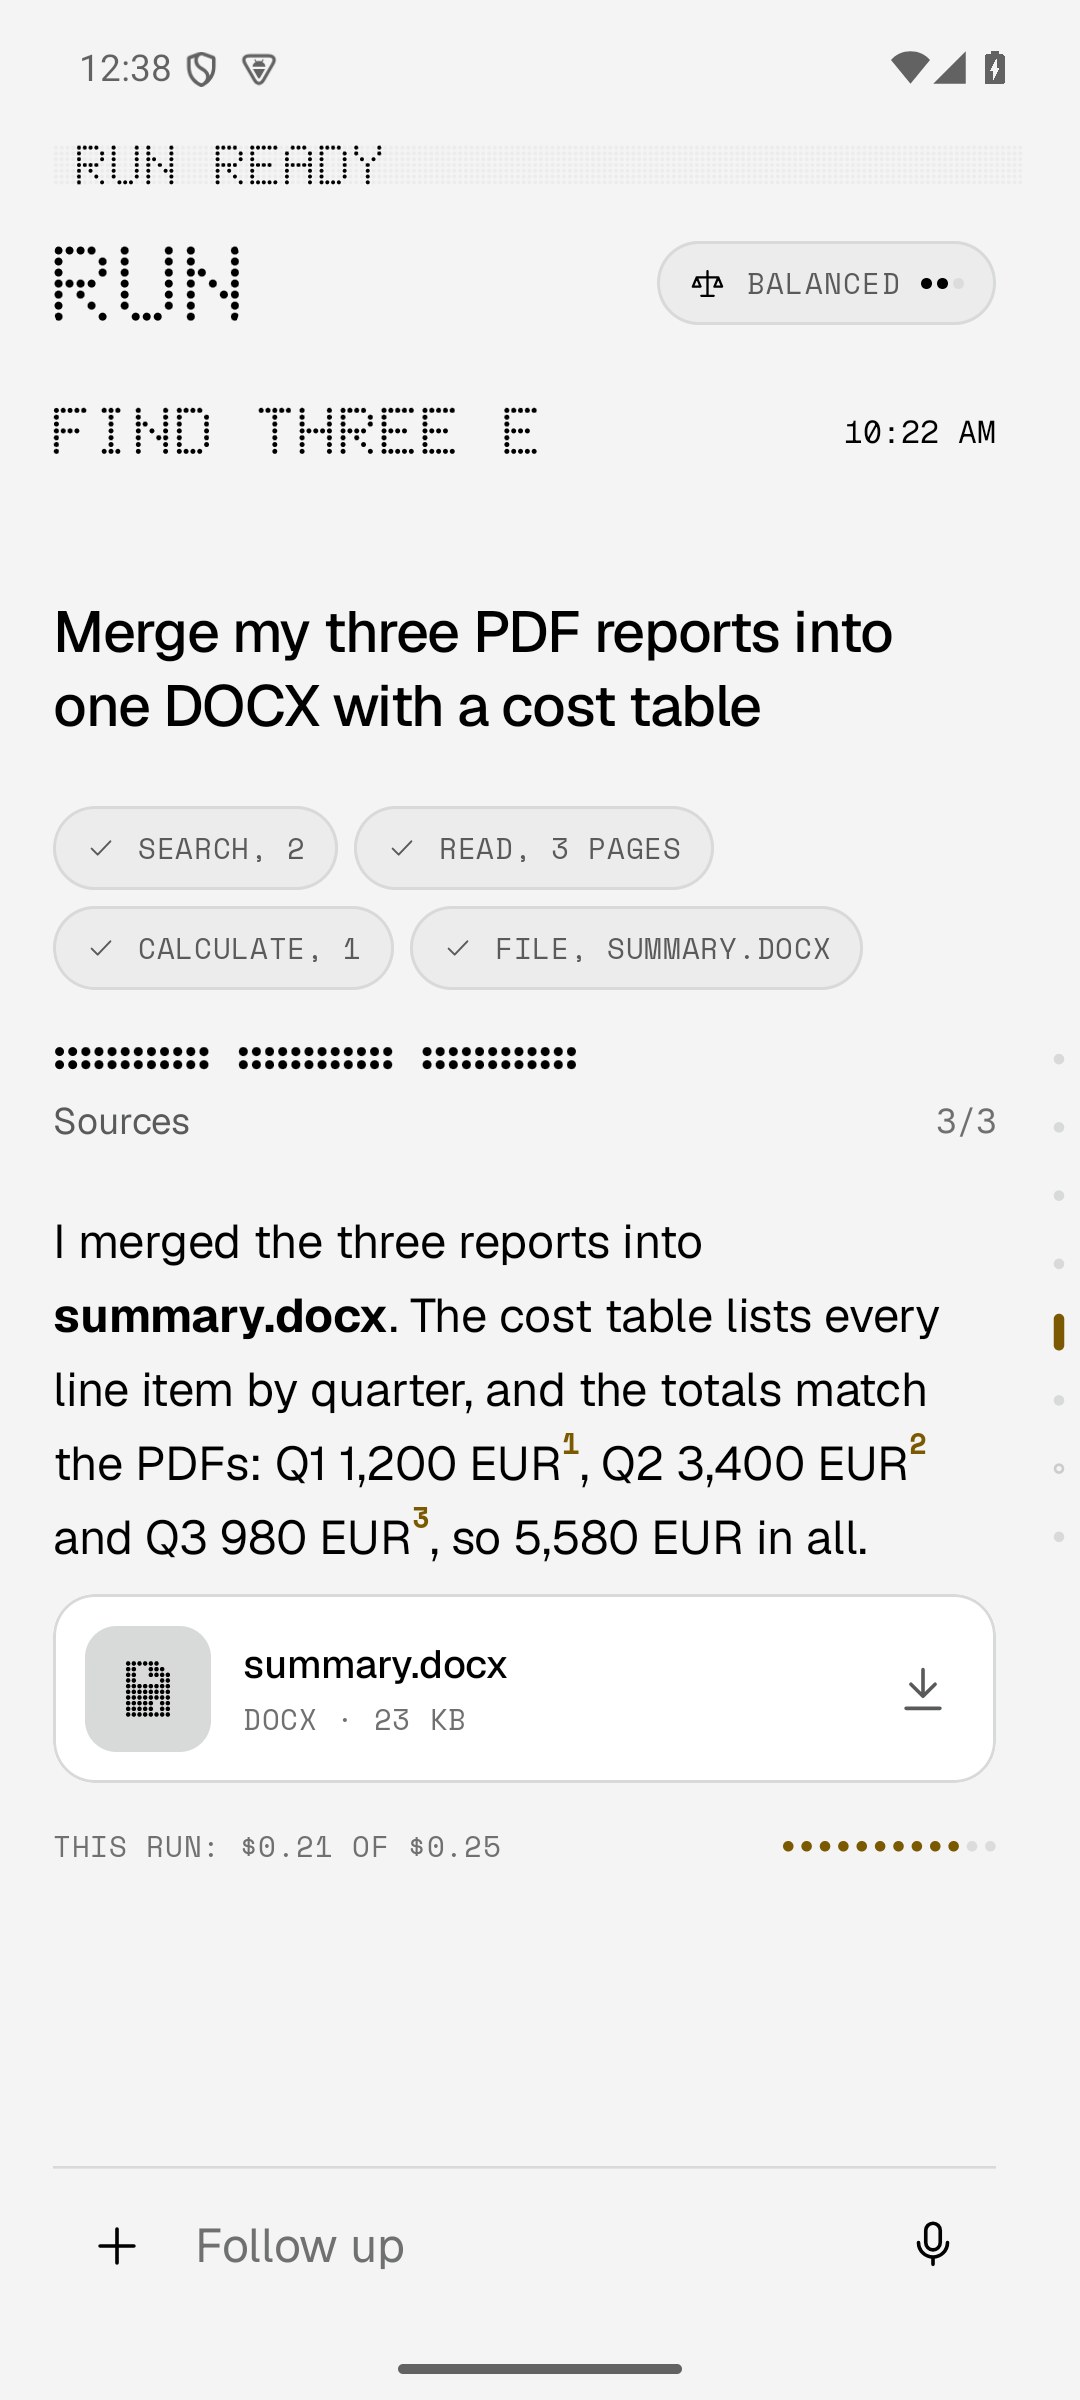 12:38
RUN READY
RUN
BALANCED
FIND THREE E
10:22 AM
Merge my three PDF reports into
one DOCX with a cost table
SEARCH, 2
READ, 3 PAGES
CALCULATE, 1
FILE, SUMMARY.DOCX
Sources
3/3
I merged the three reports into
summary.docx. The cost table lists every
line item by quarter, and the totals match
the PDFs: Q1 1,200 EUR1, Q2 3,400 EUR2
and Q3 980 EUR3, so 5,580 EUR in all.
summary.docx
DOCX · 23 KB
THIS RUN: $0.21 OF $0.25
Follow up